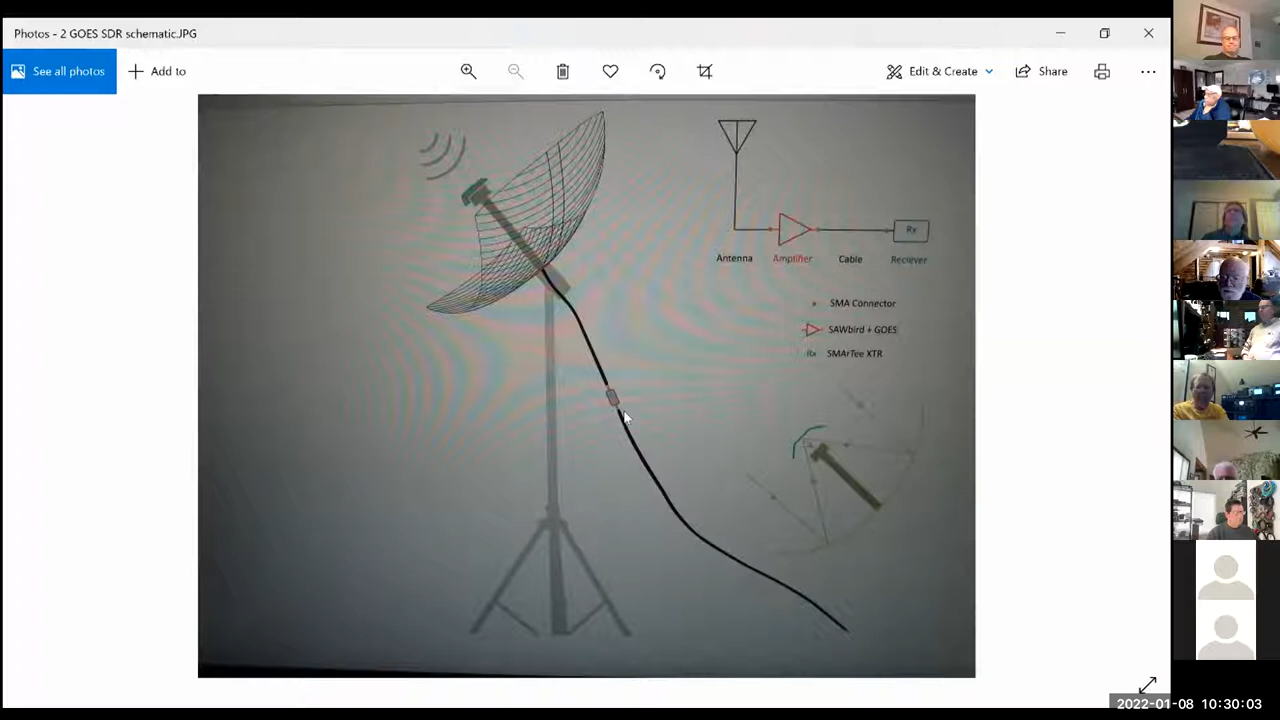 Photos - 2 GOES SDR schematic.JPG
See all photos
Add to
Edit & Create
Share
Rx
Antenna
Amplifier
Cable
Reciever
SMA Connector
SAWbird + GOES
Rx SMArTee XTR
2022-01-08 10:30:03